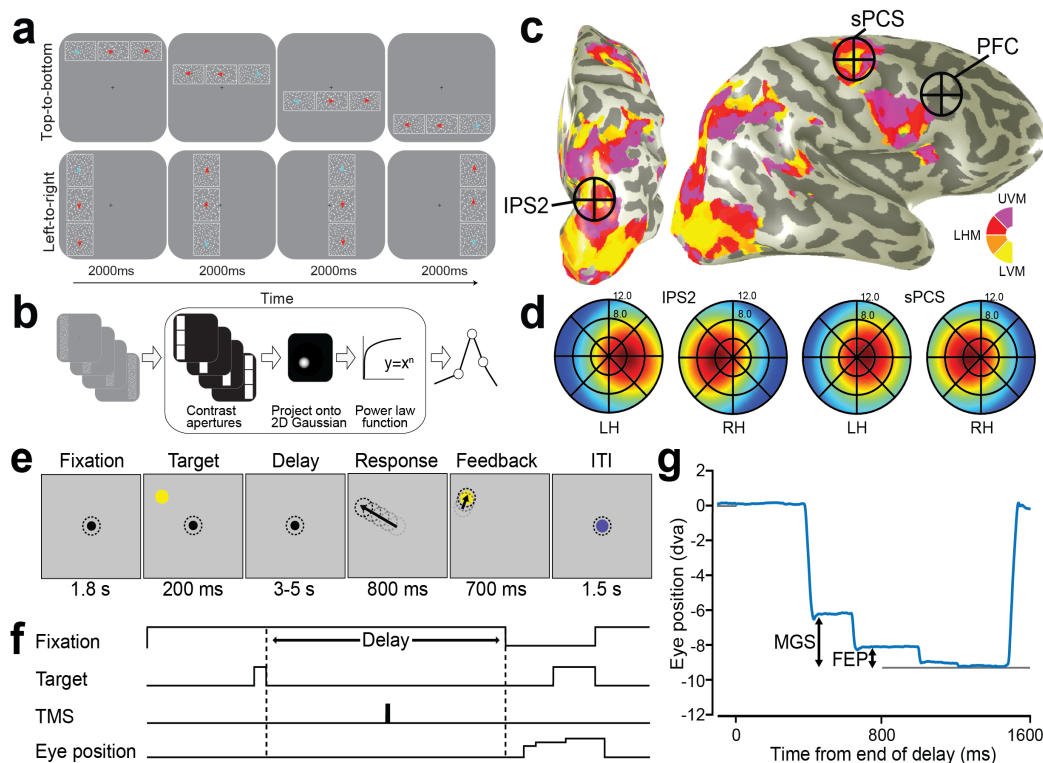 a
Top-to-bottom
Left-to-right
2000ms 2000ms 2000ms 2000ms
Time
b
y=xⁿ
Contrast apertures
Project onto 2D Gaussian
Power law function
c
sPCS
PFC
IPS2
UVM
LHM
LVM
d
IPS2 sPCS
12.0 12.0 12.0 12.0
8.0 8.0 8.0 8.0
LH RH LH RH
e
Fixation Target Delay Response Feedback ITI
1.8 s 200 ms 3-5 s 800 ms 700 ms 1.5 s
f
Fixation
Delay
Target
TMS
Eye position
g
Eye position (dva)
2
0
-2
-4
-6
-8
-10
-12
MGS
FEP
0 800 1600
Time from end of delay (ms)